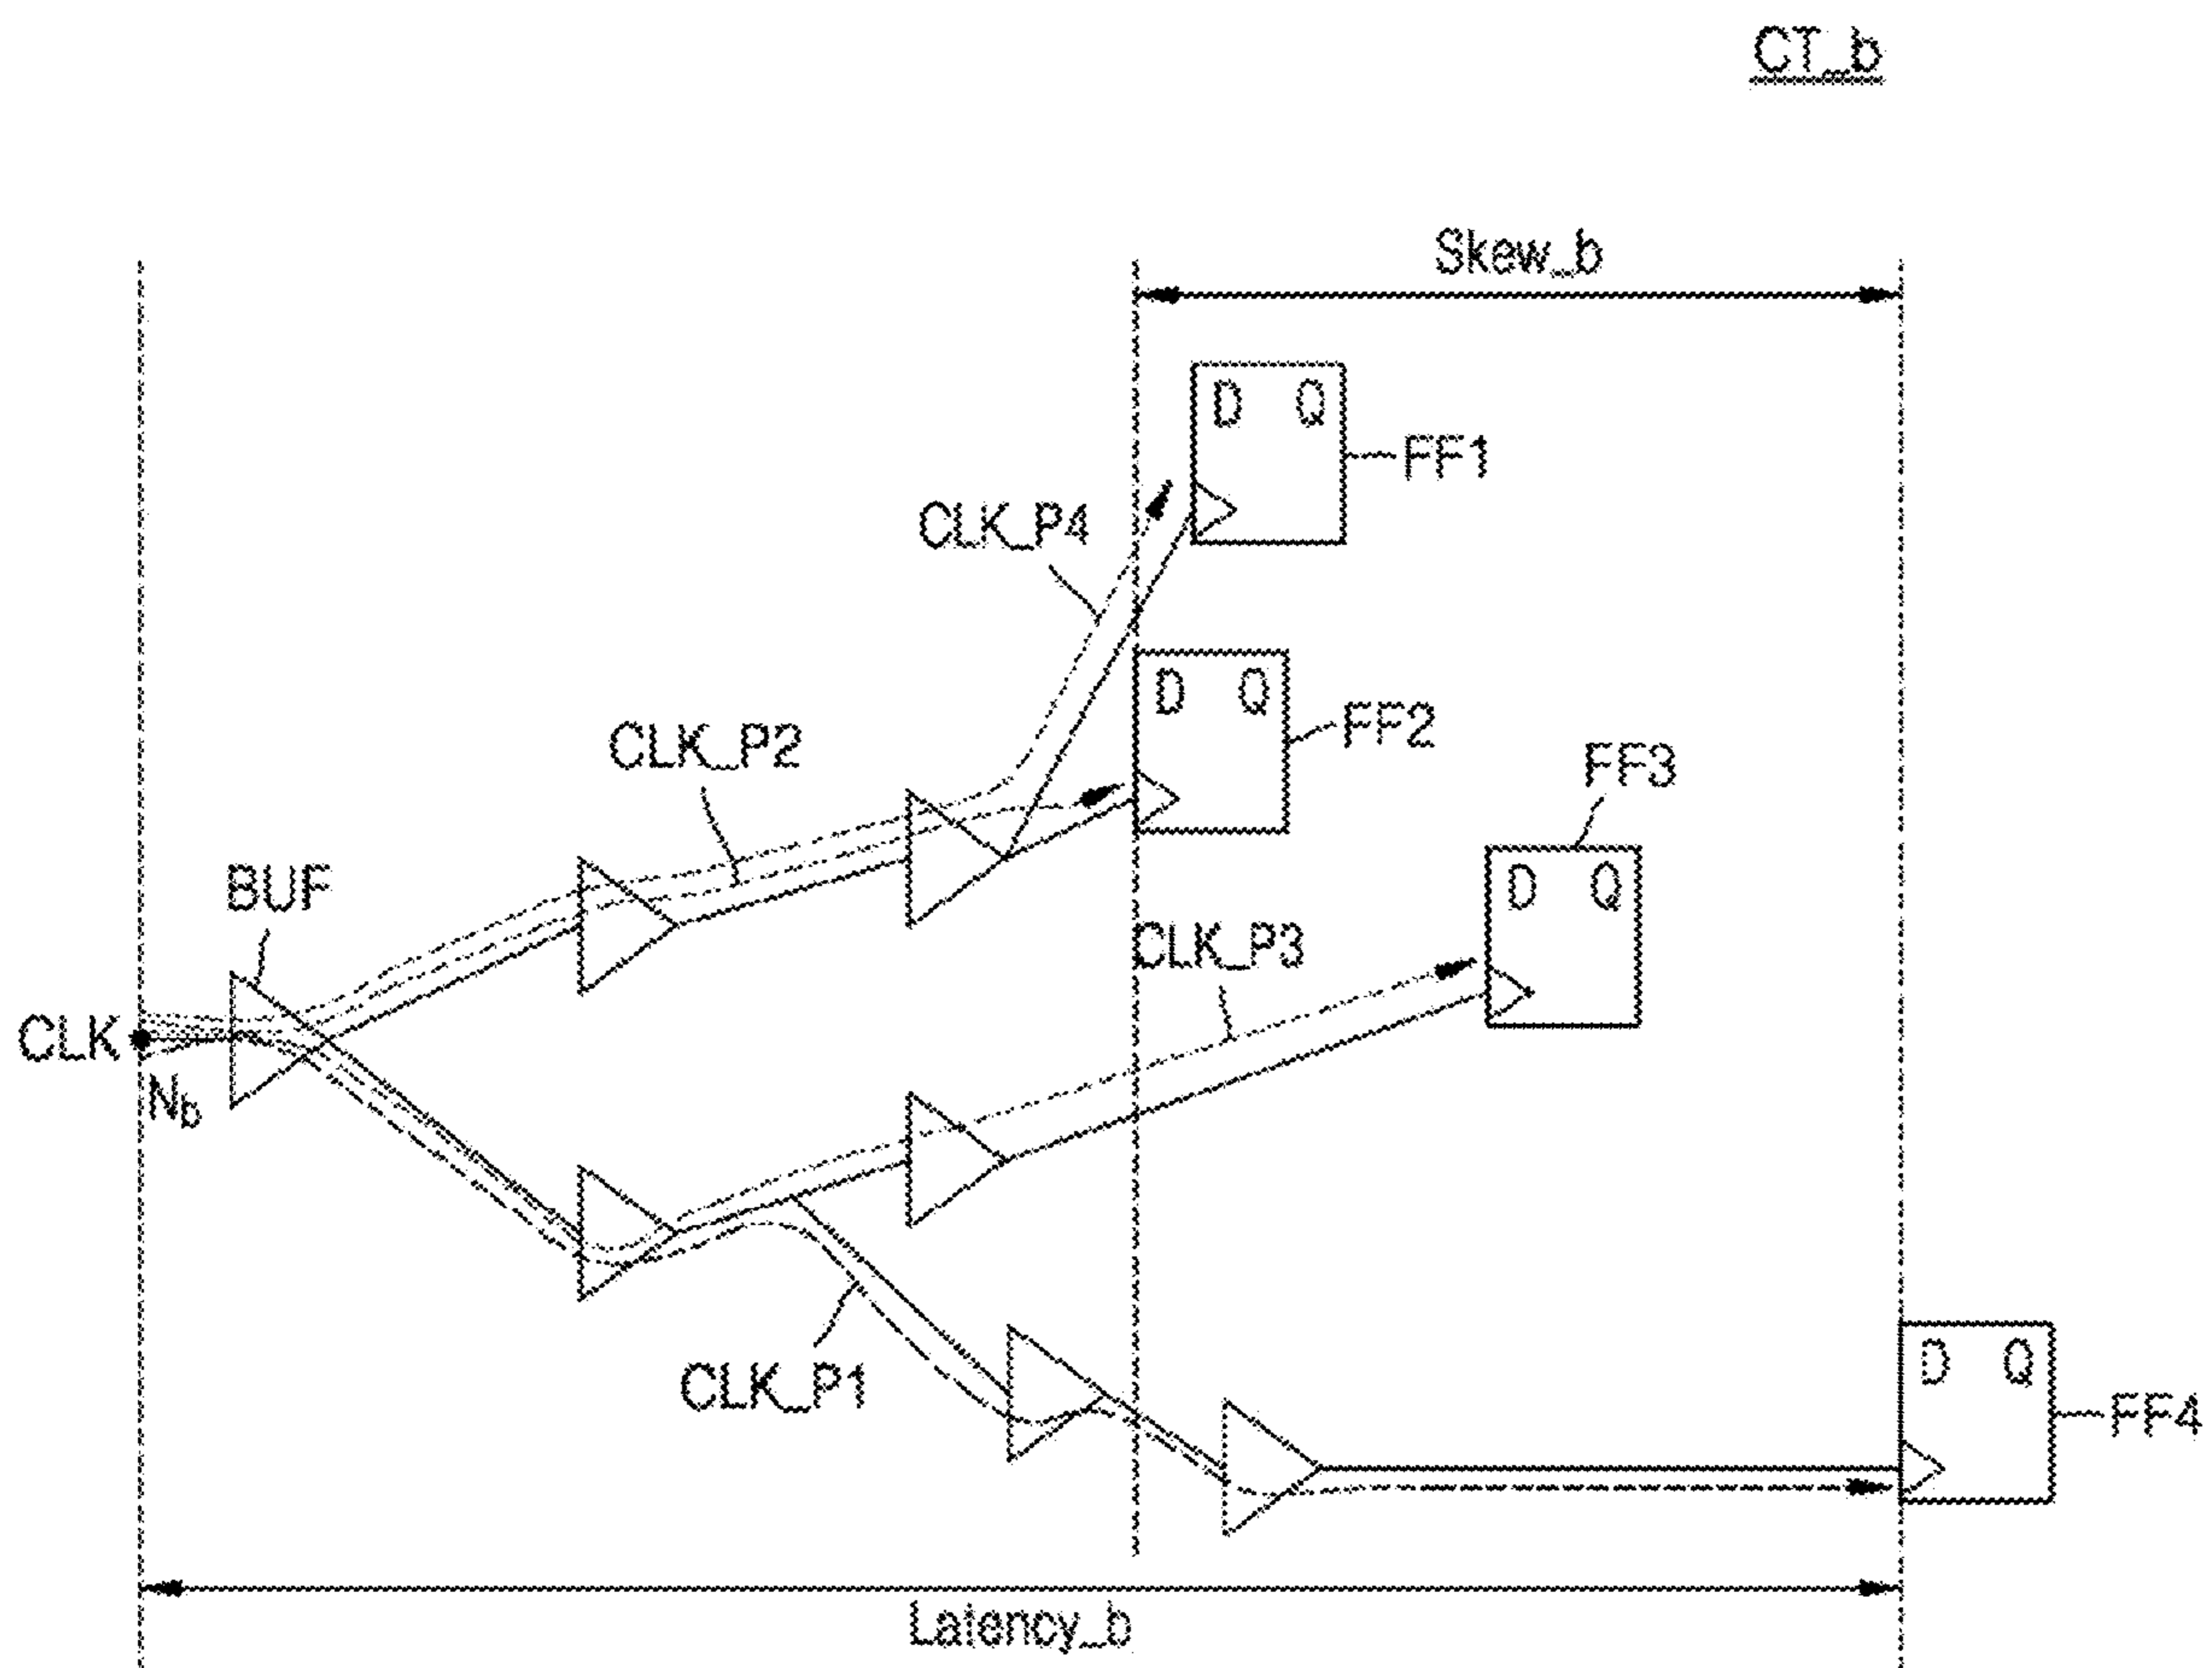 CT_b
Skew_b
D Q
FF1
CLK_P4
D Q
FF2
CLK_P2
FF3
D Q
BUF
CLK_P3
CLK
Nb
CLK_P1
D Q
FF4
Latency_b